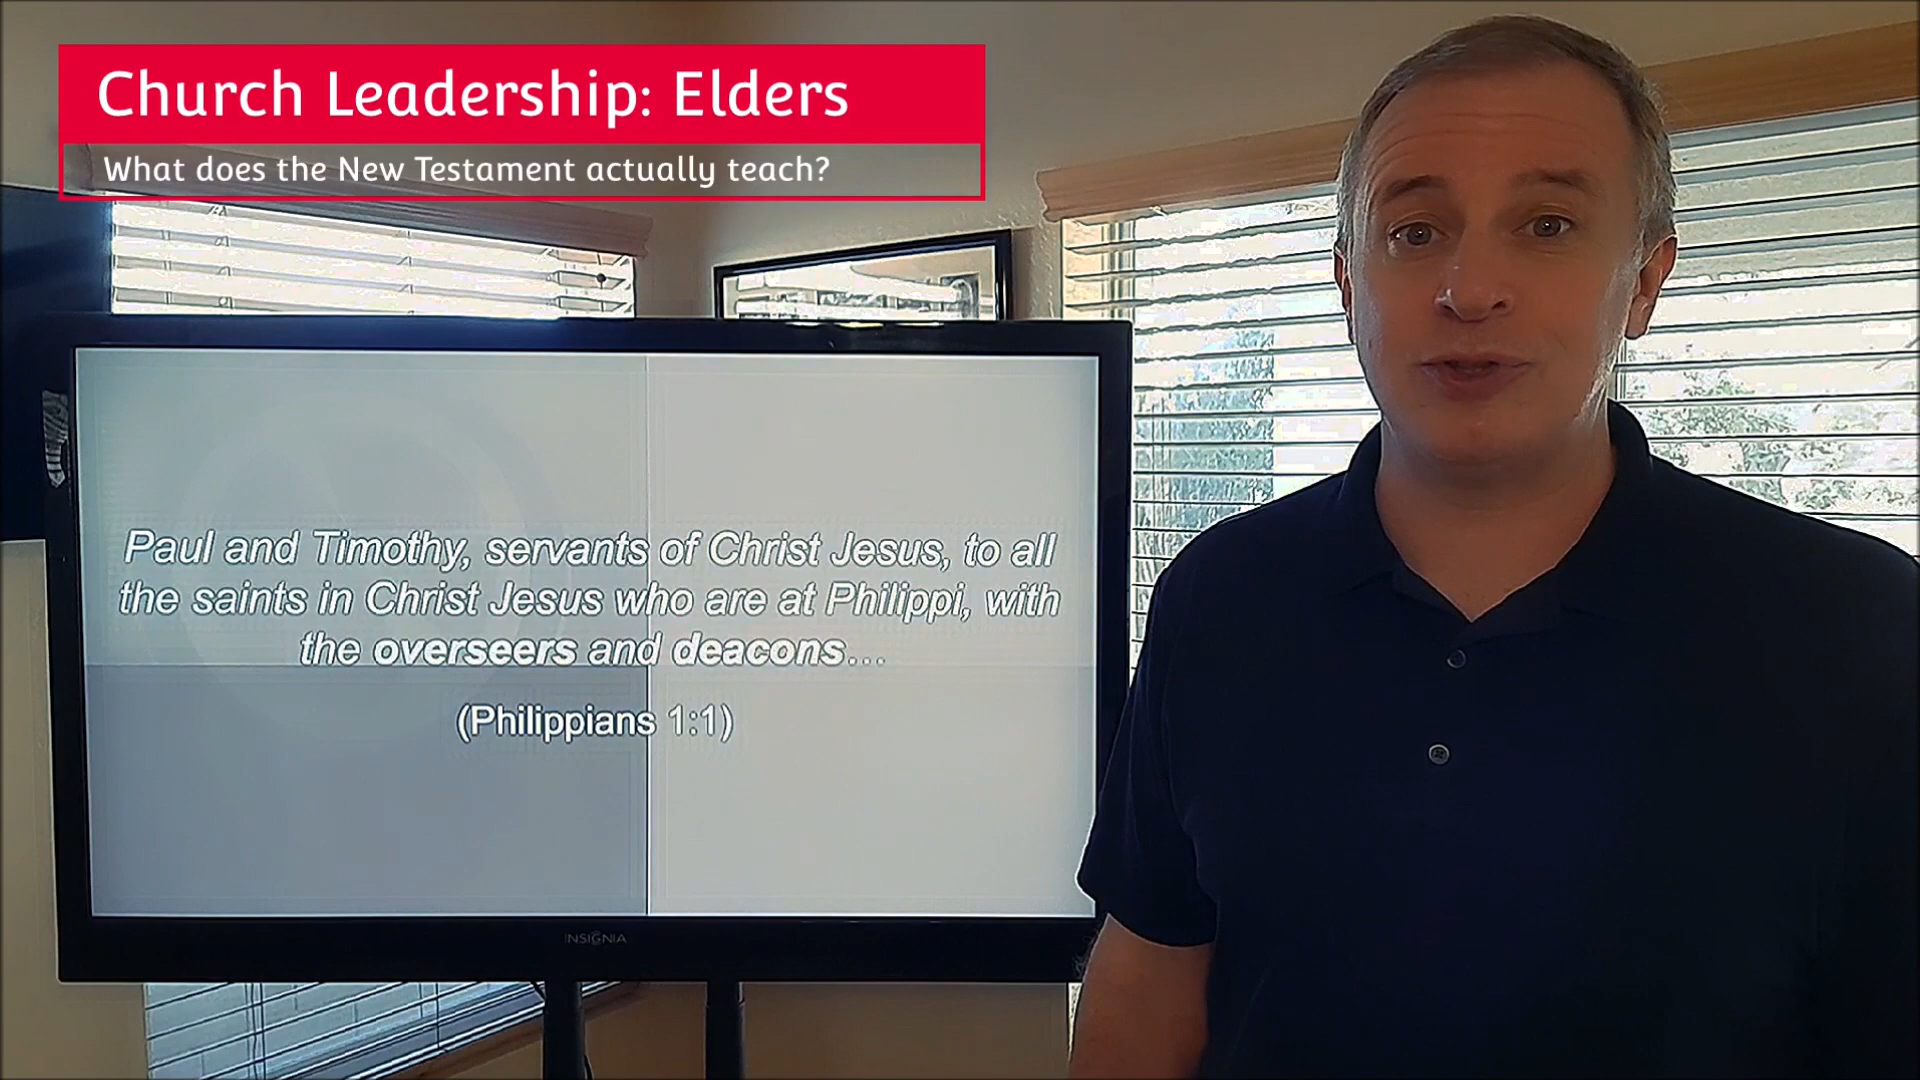 Church Leadership: Elders
What does the New Testament actually teach?
Paul and Timothy, servants of Christ Jesus, to all
the saints in Christ Jesus who are at Philippi, with
the overseers and deacons...
(Philippians 1:1)
INSIGNIA